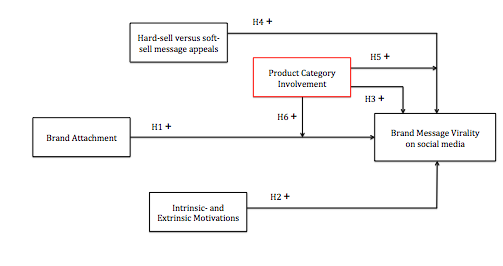 H4 +
Hard-sell versus soft-
sell message appeals
H5 +
Product Category
Involvement
H3 +
H6 +
H1 +
Brand Attachment
Brand Message Virality
on social media
H2 +
Intrinsic- and
Extrinsic Motivations